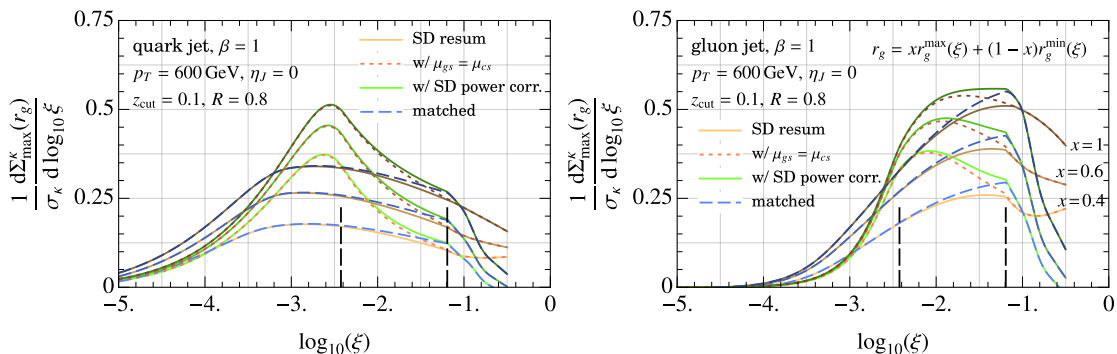 quark jet, β = 1
p_T = 600 GeV, η_J = 0
z_cut = 0.1, R = 0.8
SD resum
w/ μ_gs = μ_cs
w/ SD power corr.
matched
1/σ_κ dΣ^κ_max(r_g)/d log_10 ξ
0.75
0.5
0.25
0
-5. -4. -3. -2. -1. 0
log_10(ξ)
gluon jet, β = 1
r_g = x r_g^max(ξ) + (1 − x) r_g^min(ξ)
p_T = 600 GeV, η_J = 0
z_cut = 0.1, R = 0.8
SD resum
w/ μ_gs = μ_cs
w/ SD power corr.
matched
x = 1
x = 0.6
x = 0.4
1/σ_κ dΣ^κ_max(r_g)/d log_10 ξ
0.75
0.5
0.25
0
-5. -4. -3. -2. -1. 0
log_10(ξ)